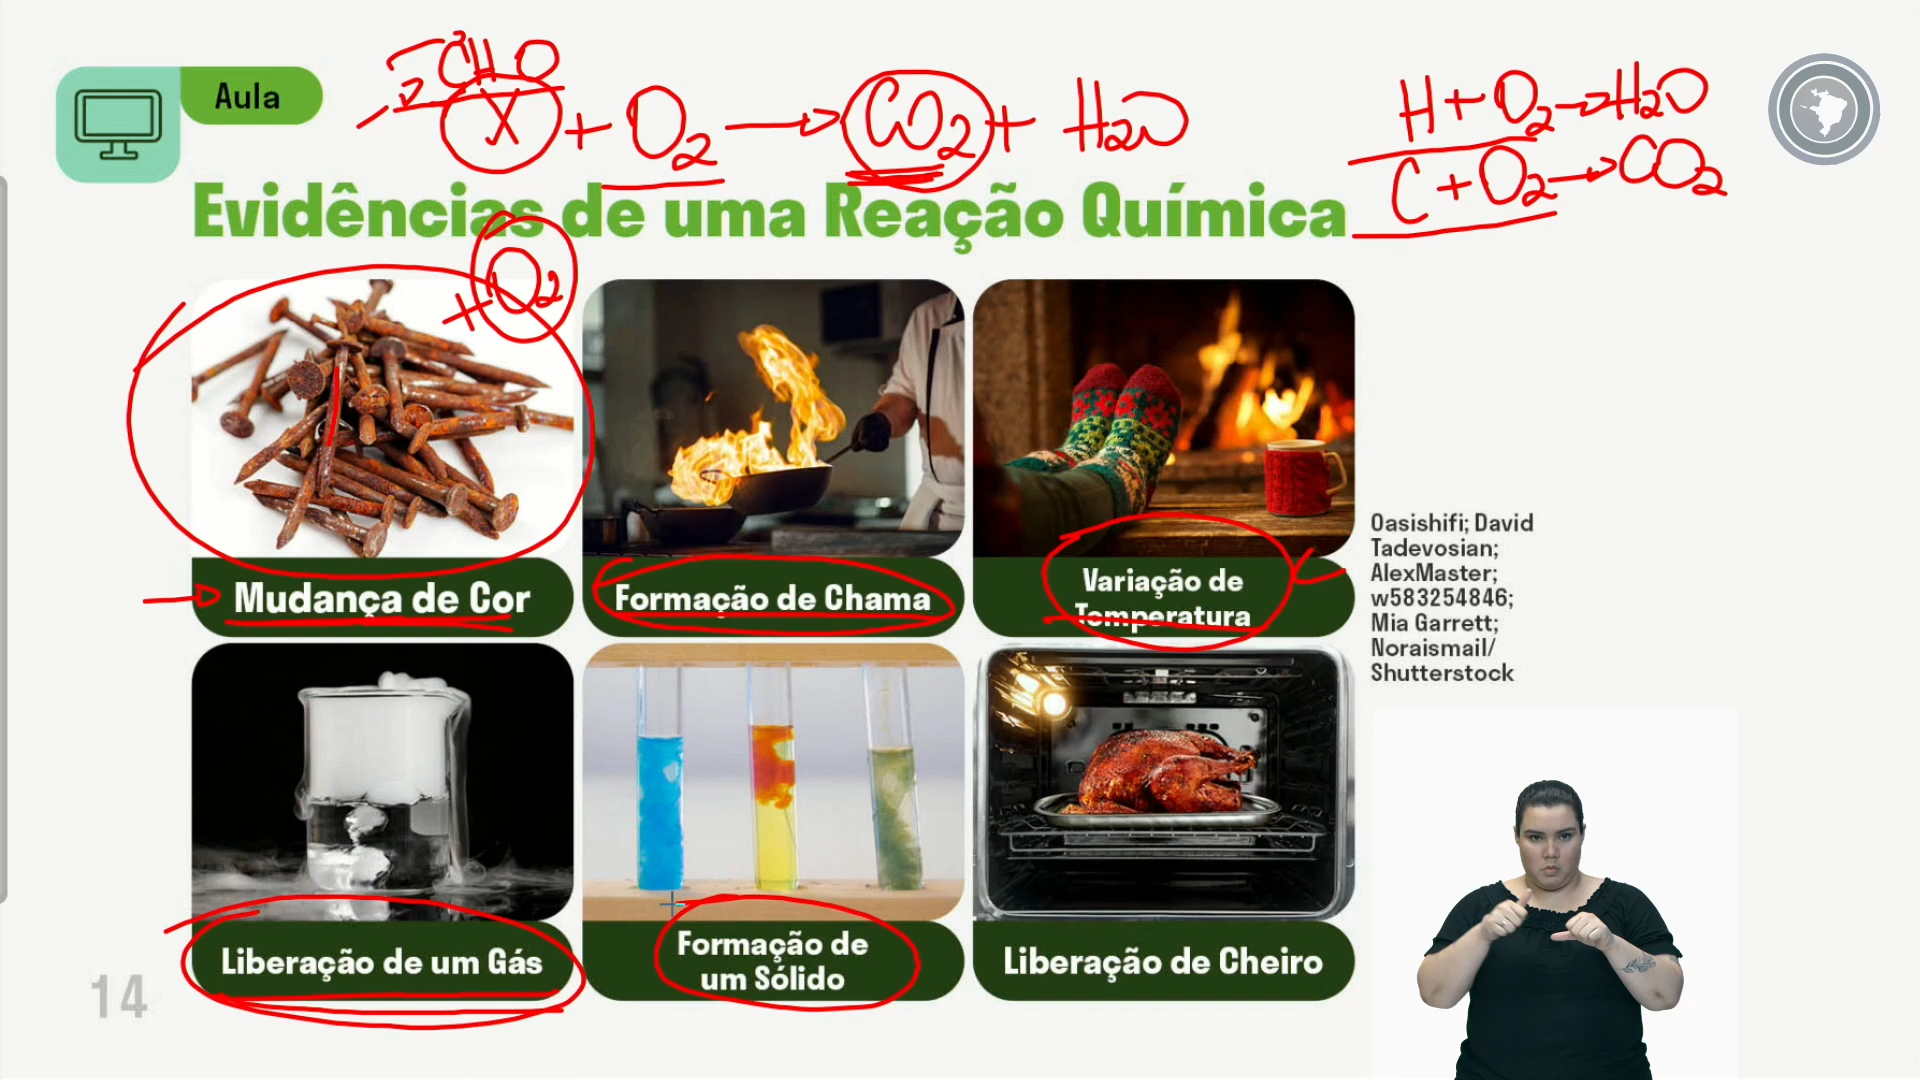 CHO
X + O2 → CO2 + H2O
H + O2 → H2O
C + O2 → CO2
Aula
Evidências de uma Reação Química
+ O2
Mudança de Cor
Formação de Chama
Variação de
Temperatura
Oasishifi; David
Tadevosian;
AlexMaster;
w583254846;
Mia Garrett;
Noraismail/
Shutterstock
Liberação de um Gás
Formação de
um Sólido
Liberação de Cheiro
14